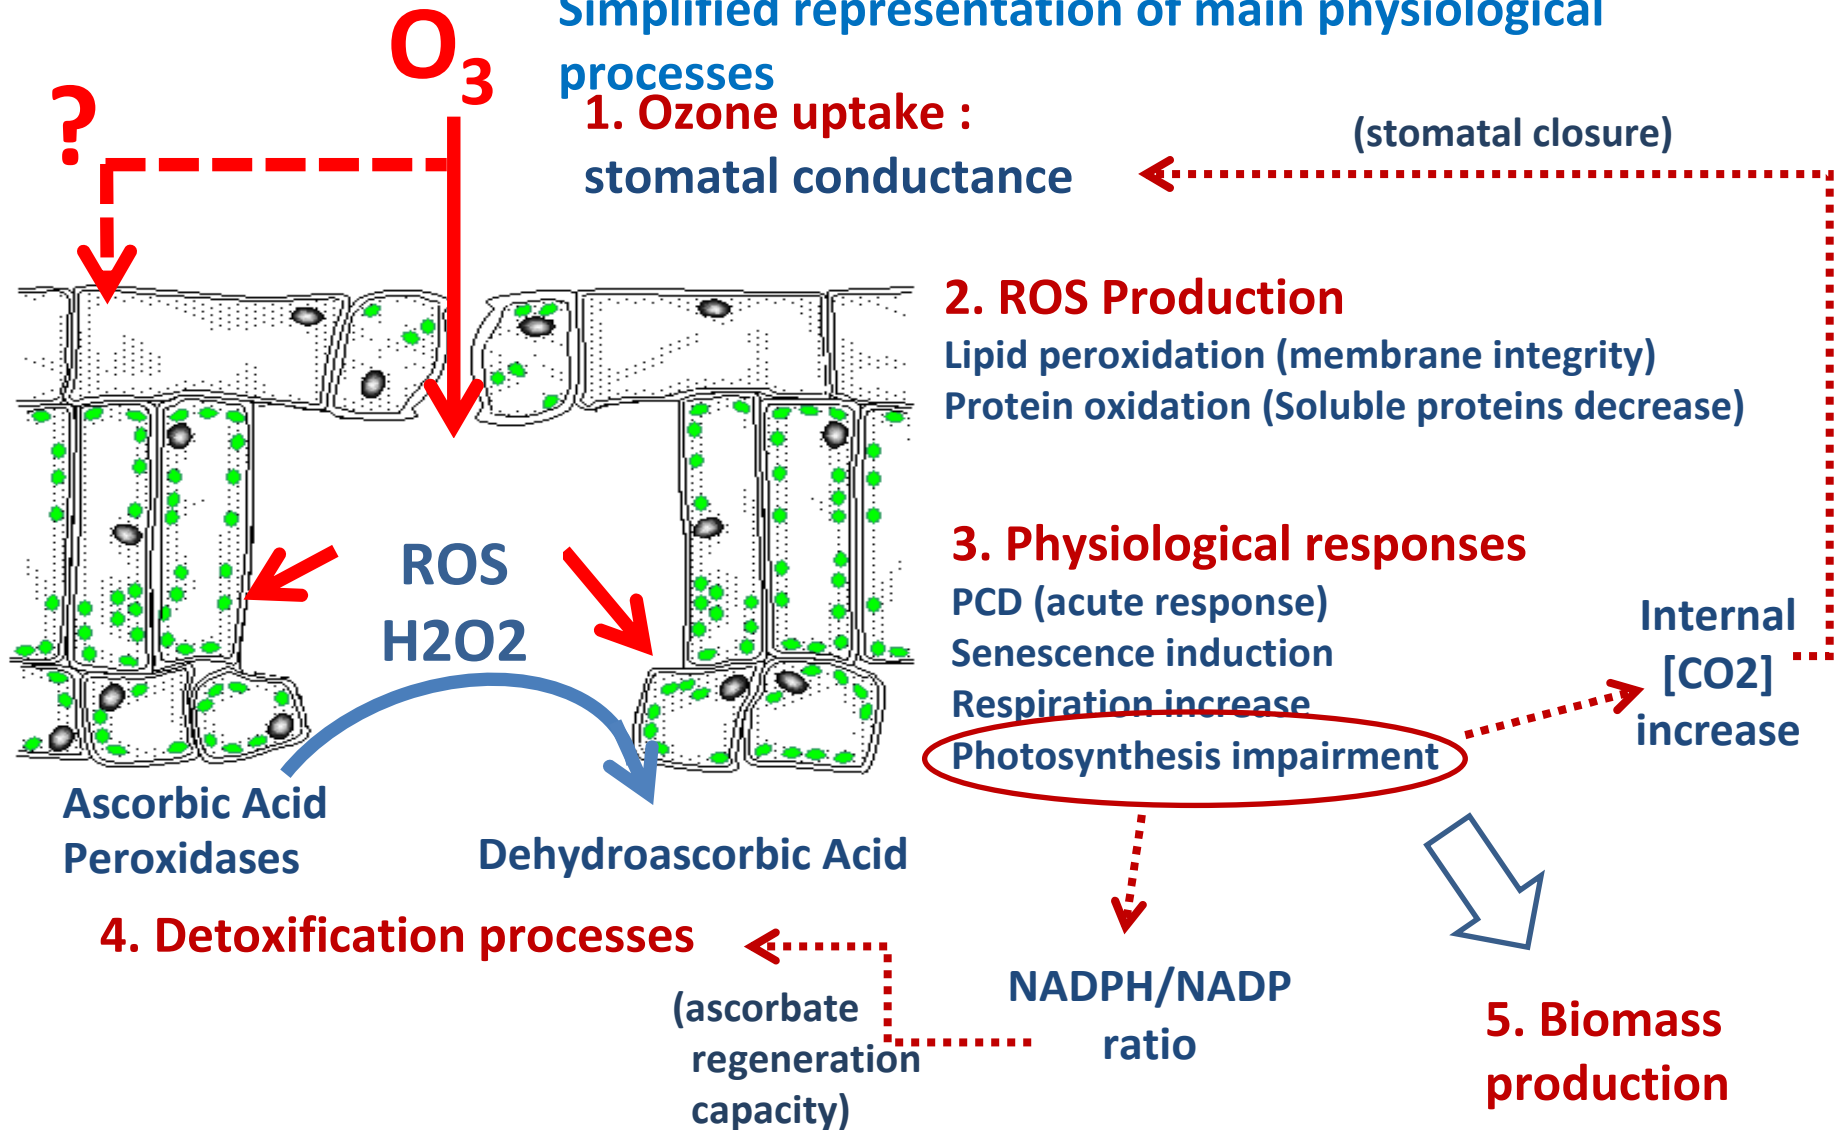 Simplified representation of main physiological
processes
O3
?
1. Ozone uptake :
stomatal conductance
(stomatal closure)
2. ROS Production
Lipid peroxidation (membrane integrity)
Protein oxidation (Soluble proteins decrease)
3. Physiological responses
PCD (acute response)
Senescence induction
Respiration increase
Photosynthesis impairment
Internal
[CO2]
increase
ROS
H2O2
Ascorbic Acid
Peroxidases
Dehydroascorbic Acid
4. Detoxification processes
(ascorbate
regeneration
capacity)
NADPH/NADP
ratio
5. Biomass
production